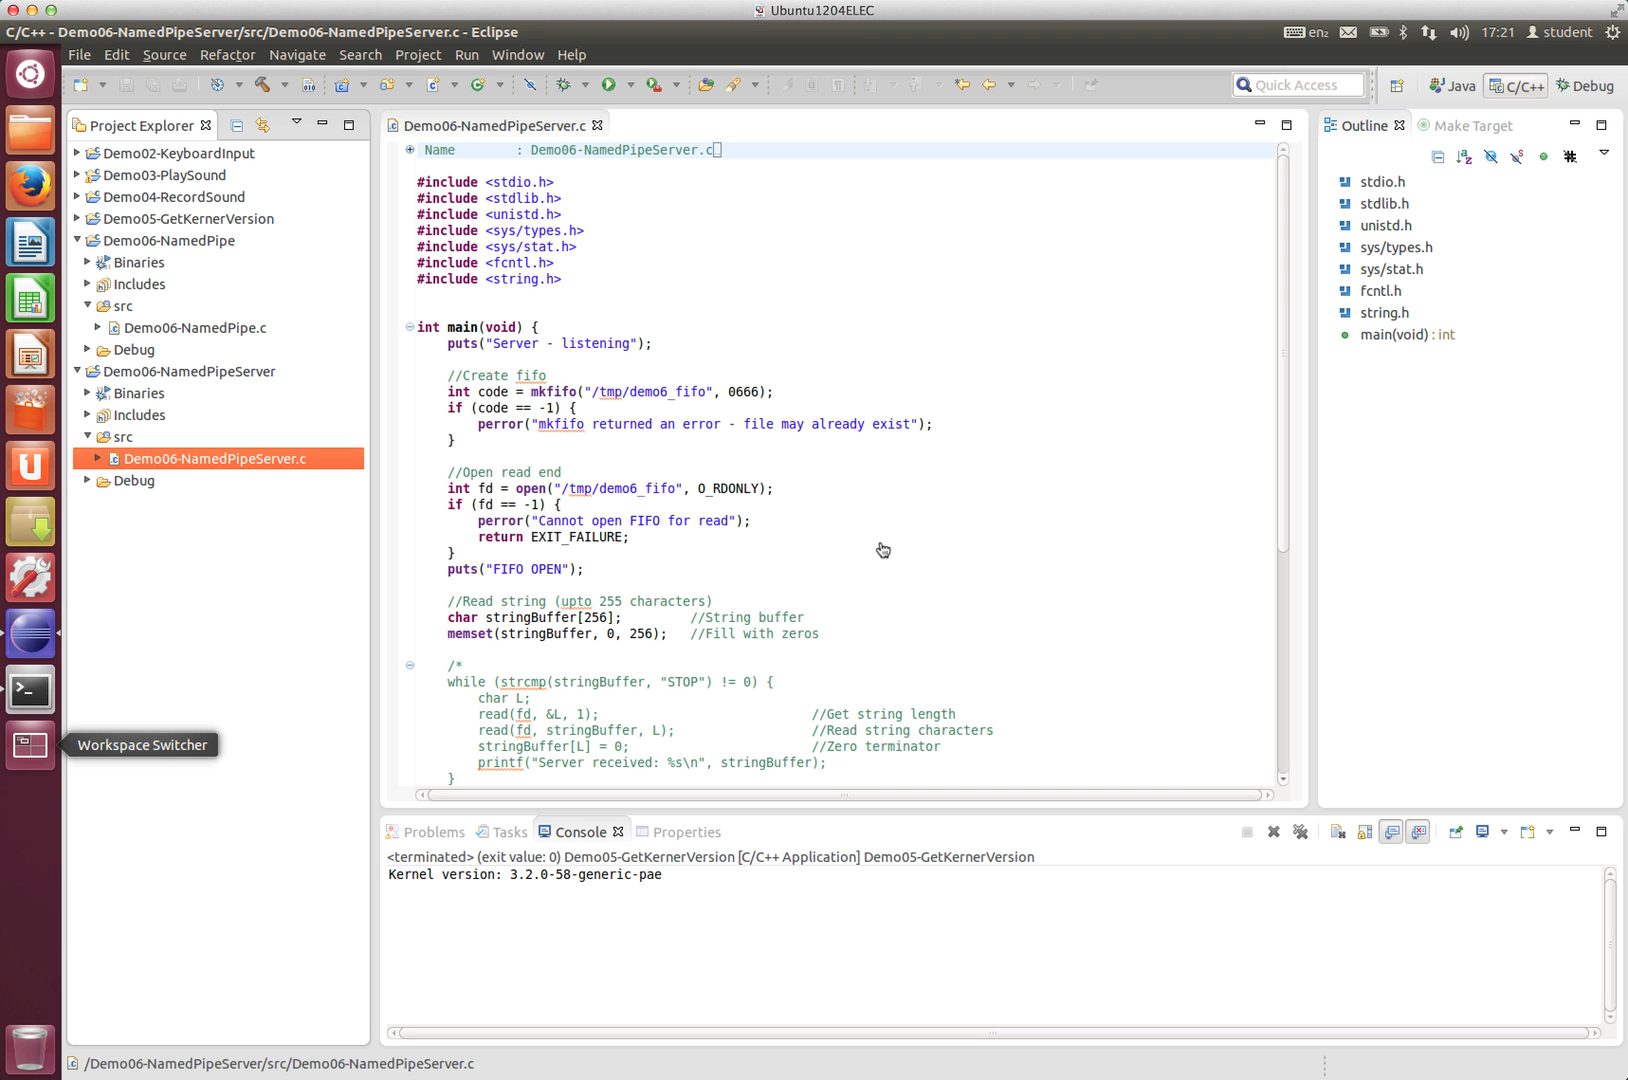 Ubuntu1204ELEC
C/C++ - Demo06-NamedPipeServer/src/Demo06-NamedPipeServer.c - Eclipse
en2
17:21
student
File Edit Source Refactor Navigate Search Project Run Window Help
Quick Access
Java
C/C++
Debug
Project Explorer
Demo02-KeyboardInput
Demo03-PlaySound
Demo04-RecordSound
Demo05-GetKernerVersion
Demo06-NamedPipe
Binaries
Includes
src
Demo06-NamedPipe.c
Debug
Demo06-NamedPipeServer
Binaries
Includes
src
Demo06-NamedPipeServer.c
Debug
Workspace Switcher
Demo06-NamedPipeServer.c
Name        : Demo06-NamedPipeServer.c
#include <stdio.h>
#include <stdlib.h>
#include <unistd.h>
#include <sys/types.h>
#include <sys/stat.h>
#include <fcntl.h>
#include <string.h>
int main(void) {
    puts("Server - listening");
    //Create fifo
    int code = mkfifo("/tmp/demo6_fifo", 0666);
    if (code == -1) {
        perror("mkfifo returned an error - file may already exist");
    }
    //Open read end
    int fd = open("/tmp/demo6_fifo", O_RDONLY);
    if (fd == -1) {
        perror("Cannot open FIFO for read");
        return EXIT_FAILURE;
    }
    puts("FIFO OPEN");
    //Read string (upto 255 characters)
    char stringBuffer[256];         //String buffer
    memset(stringBuffer, 0, 256);   //Fill with zeros
    /*
    while (strcmp(stringBuffer, "STOP") != 0) {
        char L;
        read(fd, &L, 1);                            //Get string length
        read(fd, stringBuffer, L);                  //Read string characters
        stringBuffer[L] = 0;                        //Zero terminator
        printf("Server received: %s\n", stringBuffer);
    }
Outline
Make Target
stdio.h
stdlib.h
unistd.h
sys/types.h
sys/stat.h
fcntl.h
string.h
main(void) : int
Problems Tasks Console Properties
<terminated> (exit value: 0) Demo05-GetKernerVersion [C/C++ Application] Demo05-GetKernerVersion
Kernel version: 3.2.0-58-generic-pae
/Demo06-NamedPipeServer/src/Demo06-NamedPipeServer.c